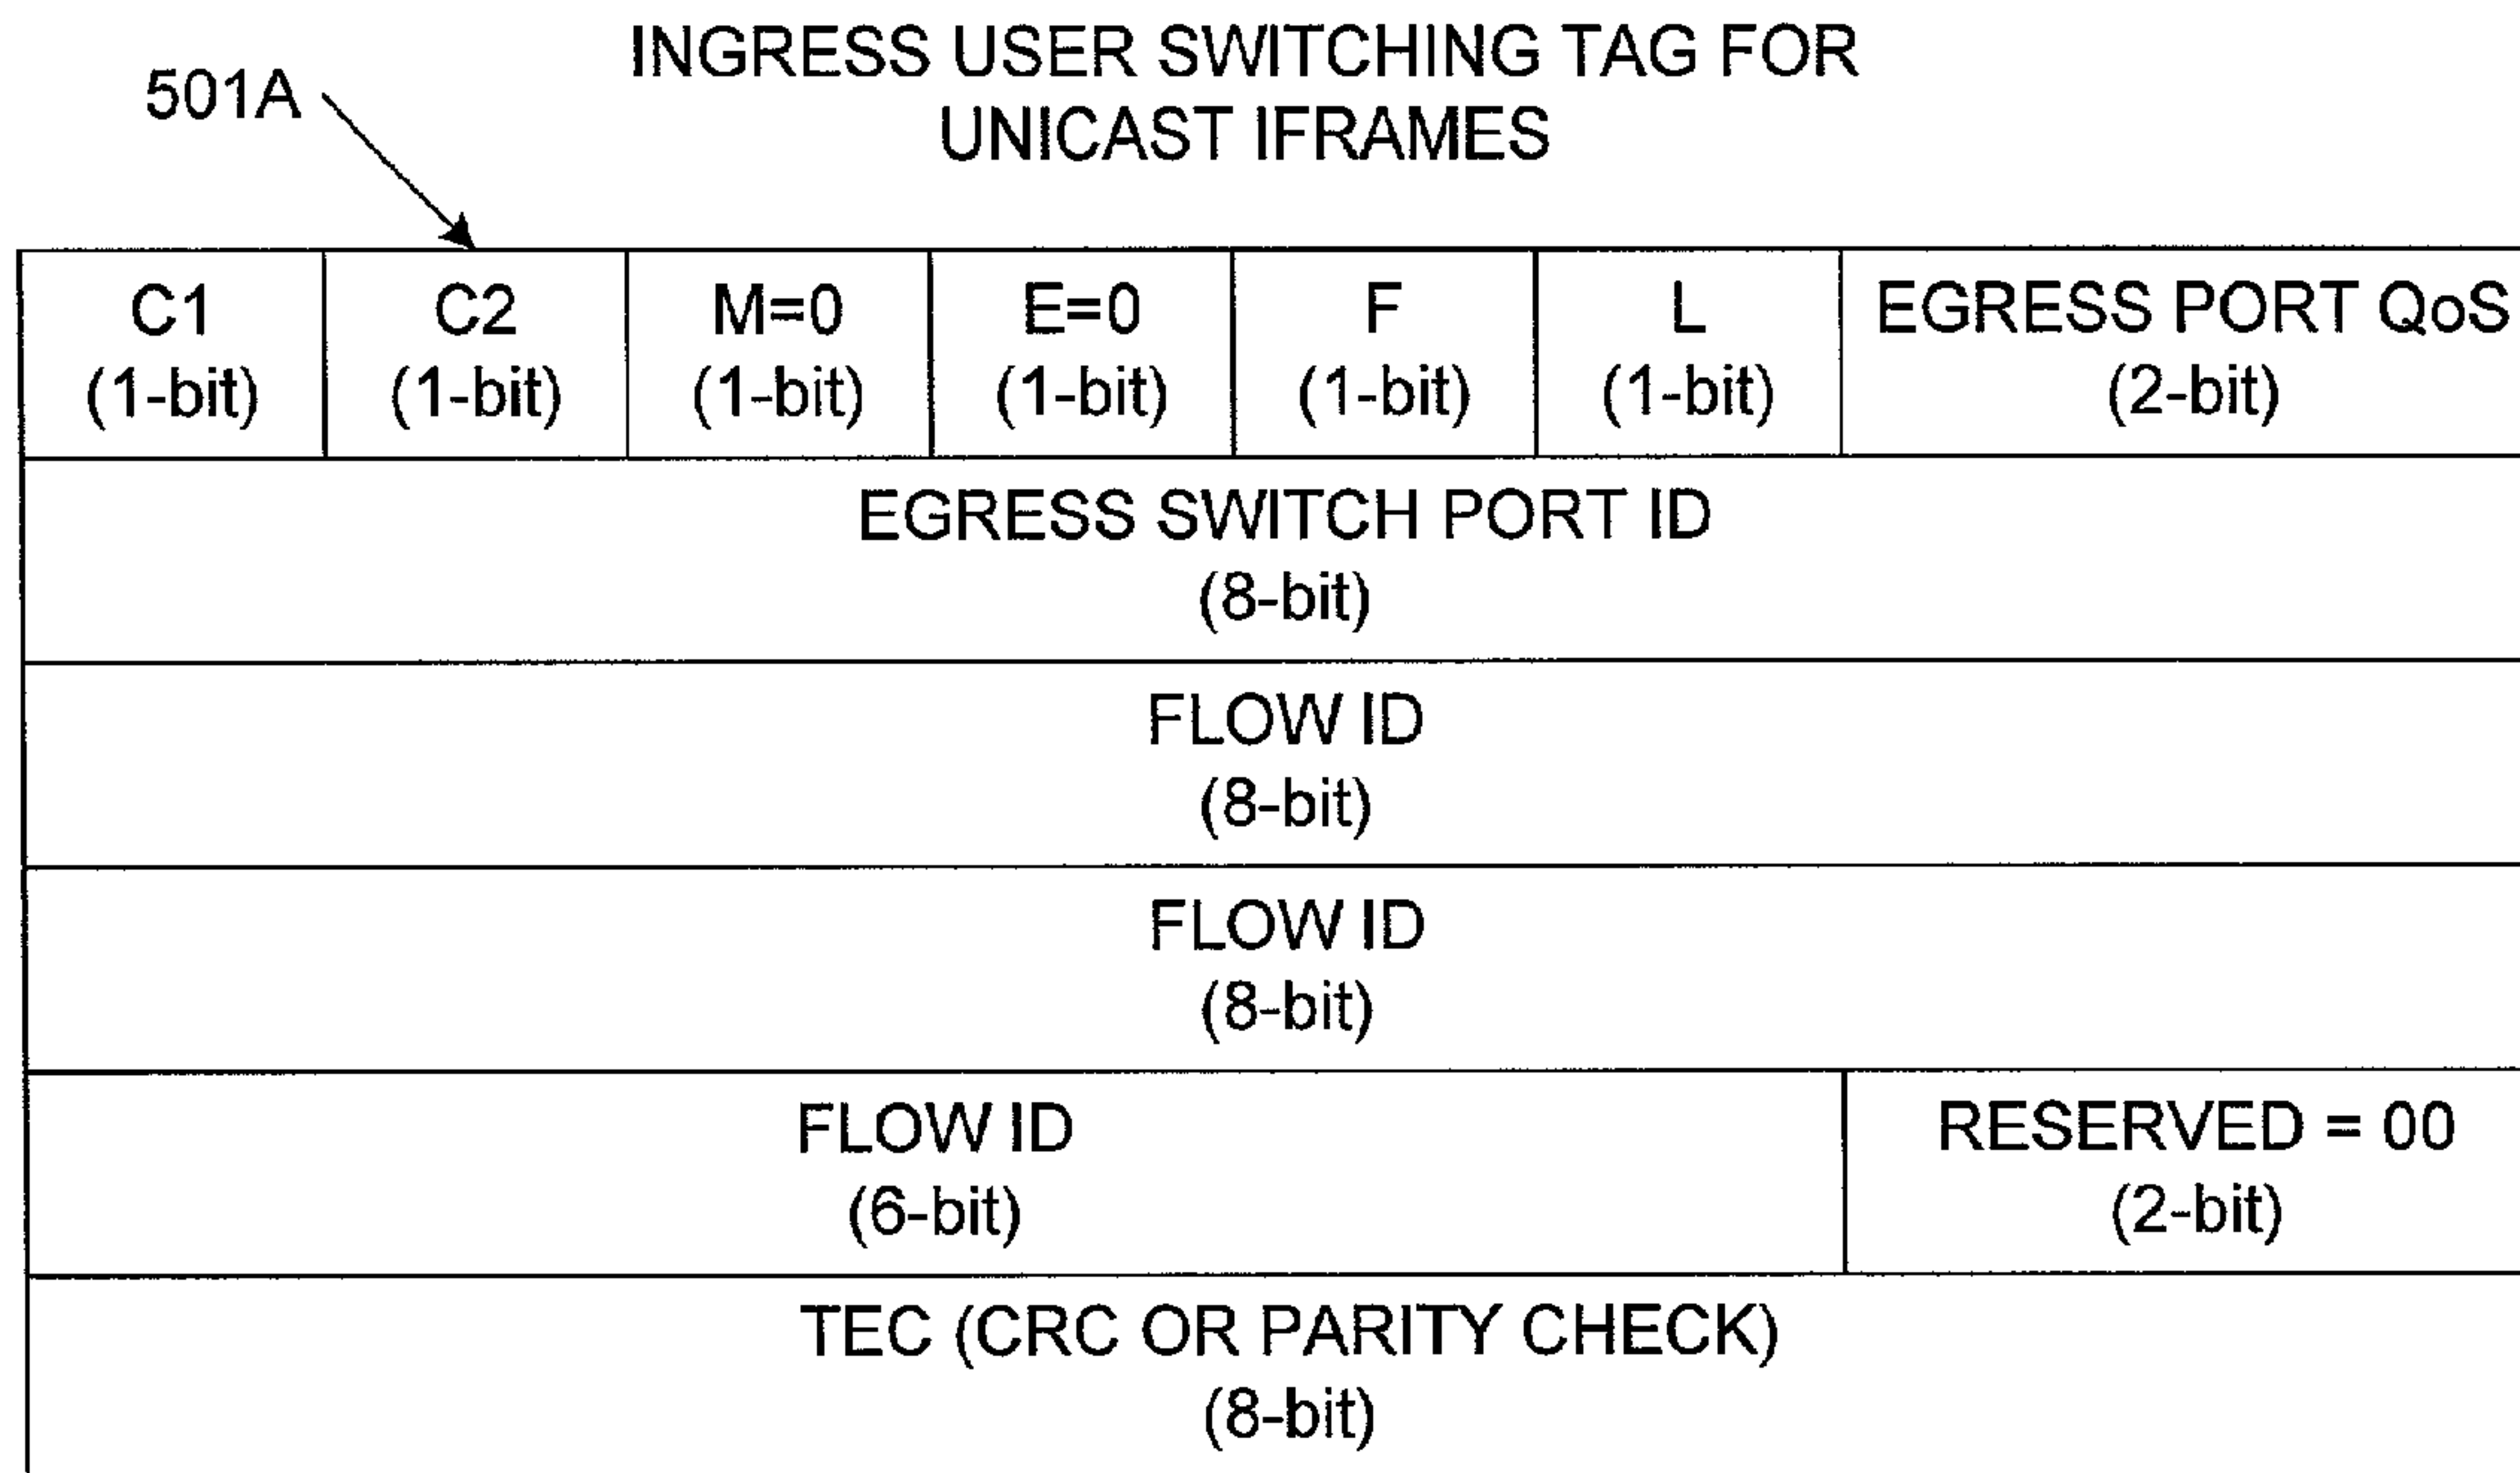 INGRESS USER SWITCHING TAG FOR
UNICAST IFRAMES
501A
C1 C2 M=0 E=0 F L EGRESS PORT QoS
(1-bit) (1-bit) (1-bit) (1-bit) (1-bit) (1-bit) (2-bit)
EGRESS SWITCH PORT ID
(8-bit)
FLOW ID
(8-bit)
FLOW ID
(8-bit)
FLOW ID RESERVED = 00
(6-bit) (2-bit)
TEC (CRC OR PARITY CHECK)
(8-bit)